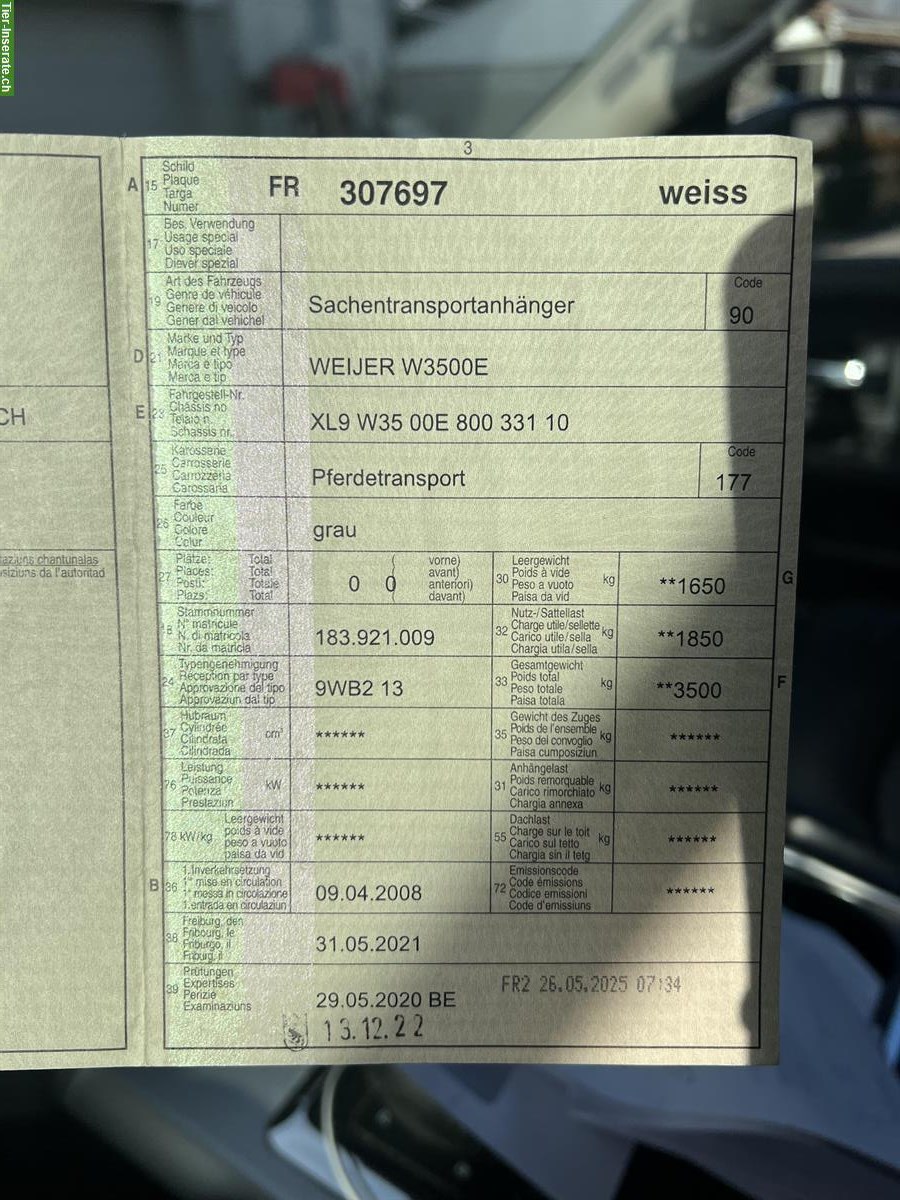 Tier-Inserate.ch
3
A 15 Schild
Plaque
Targa
Numer
FR 307697 weiss
17 Bes. Verwendung
Usage spécial
Uso speciale
Diever spezial
19 Art des Fahrzeugs
Genre de véhicule
Genere di veicolo
Gener dal vehichel
Sachentransportanhänger
Code
90
D 21 Marke und Typ
Marque et type
Marca e tipo
Marca e tip
WEIJER W3500E
E 23 Fahrgestell-Nr.
Châssis no
Telaio n.
Schassis nr.
XL9 W35 00E 800 331 10
CH
25 Karosserie
Carrosserie
Carrozzeria
Carossaria
Pferdetransport
Code
177
26 Farbe
Couleur
Colore
Colur
grau
aziuns chantunalas
siziuns da l'autoritad
27 Plätze: Total
Places: Total
Posti: Totale
Plazs: Total
0 ( 0
vorne)
avant)
anteriori)
davant)
30 Leergewicht
Poids à vide
Peso a vuoto
Paisa da vid
kg
**1650
G
18 Stammnummer
N° matricule
N. di matricola
Nr. da matricla
183.921.009
32 Nutz-/Sattellast
Charge utile/sellette
Carico utile/sella
Chargia utila/sella
kg
**1850
24 Typengenehmigung
Réception par type
Approvazione del tipo
Approvaziun dal tip
9WB2 13
33 Gesamtgewicht
Poids total
Peso totale
Paisa totala
kg
**3500
F
37 Hubraum
Cylindrée
Cilindrata
Cilindrada
cm³
******
35 Gewicht des Zuges
Poids de l'ensemble
Peso del convoglio
Paisa cumposiziun
kg
******
76 Leistung
Puissance
Potenza
Prestaziun
kW
******
31 Anhängelast
Poids remorquable
Carico rimorchiato
Chargia annexa
kg
******
78 kW/kg
Leergewicht
poids à vide
peso a vuoto
paisa da vid
******
55 Dachlast
Charge sur le toit
Carico sul tetto
Chargia sin il tetg
kg
******
B 36 1. Inverkehrsetzung
1re mise en circulation
1a messa in circolazione
1. entrada en circulaziun
09.04.2008
72 Emissionscode
Code émissions
Codice emissioni
Code d'emissiuns
******
38 Freiburg, den
Fribourg, le
Friburgo, il
Friburg, il
31.05.2021
39 Prüfungen
Expertises
Perizie
Examinaziuns
29.05.2020 BE
FR2 26.05.2025 07:34
13.12.22